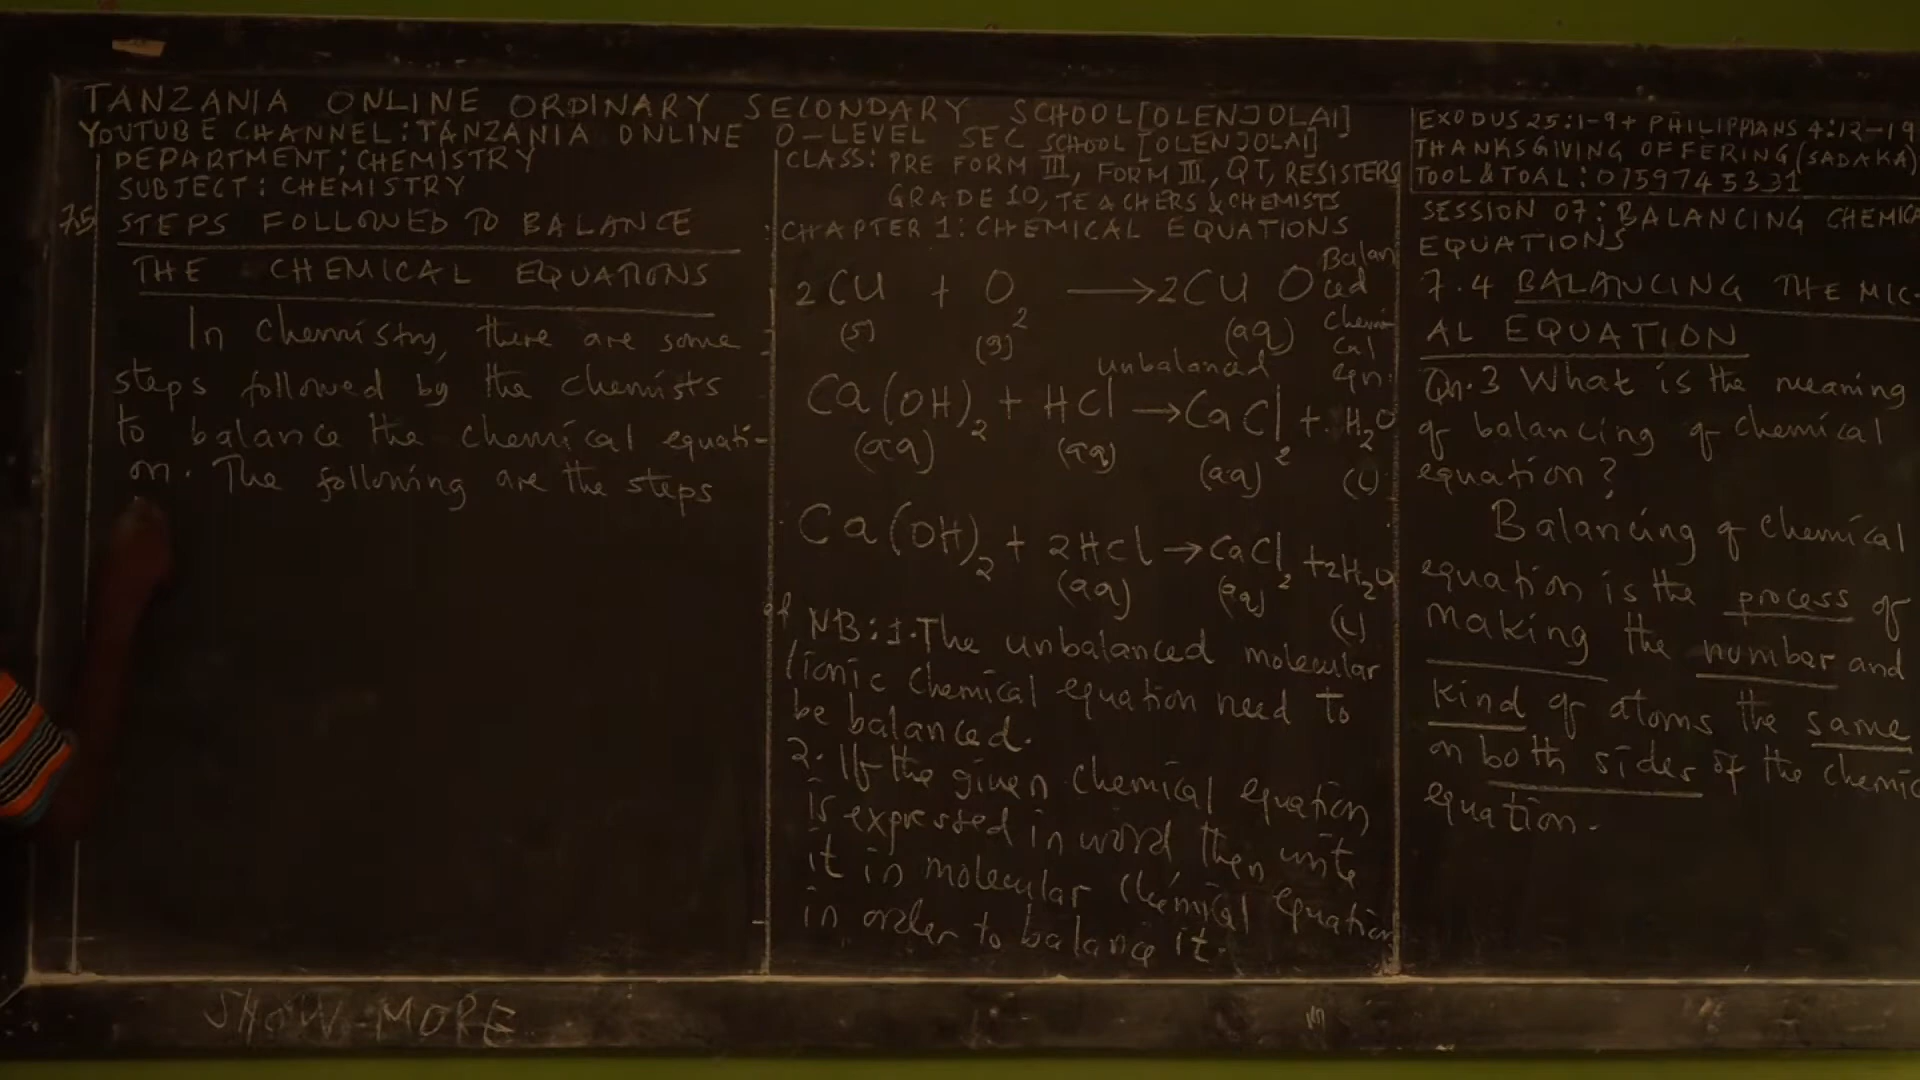 TANZANIA ONLINE ORDINARY SECONDARY SCHOOL[OLENJOLAI]
YOUTUBE CHANNEL: TANZANIA ONLINE O-LEVEL SEC SCHOOL [OLENJOLAI]
DEPARTMENT: CHEMISTRY
SUBJECT: CHEMISTRY
7.5 STEPS FOLLOWED TO BALANCE
THE CHEMICAL EQUATIONS
In chemistry, there are some
steps followed by the chemists
to balance the chemical equati-
on. The following are the steps
CLASS: PRE FORM III, FORM III, QT, RESISTERS
GRADE 10, TEACHERS & CHEMISTS
CHAPTER 1: CHEMICAL EQUATIONS
2CU + O2 → 2CU O
(s) (g) (aq)
Balan
ced
Chemi
cal
eqn.
unbalanced
Ca(OH)2 + HCl → CaCl2 + H2O
(aq) (aq) (aq) (L)
Ca(OH)2 + 2HCl → CaCl2 + 2H2O
(aq) (aq) (L)
NB: 1. The unbalanced molecular
/ionic chemical equation need to
be balanced.
2. If the given chemical equation
is expressed in word then write
it in molecular chemical equation
in order to balance it.
EXODUS 25:1-9 + PHILIPPIANS 4:12-19
THANKSGIVING OFFERING (SADAKA)
TOOL & TOAL: 0759745331
SESSION 07: BALANCING CHEMICA
EQUATIONS
7.4 BALANCING THE MIC-
AL EQUATION
Qn.3 What is the meaning
of balancing of chemical
equation?
Balancing of chemical
equation is the process of
making the number and
kind of atoms the same
on both sides of the chemic
equation.
SHOW MORE